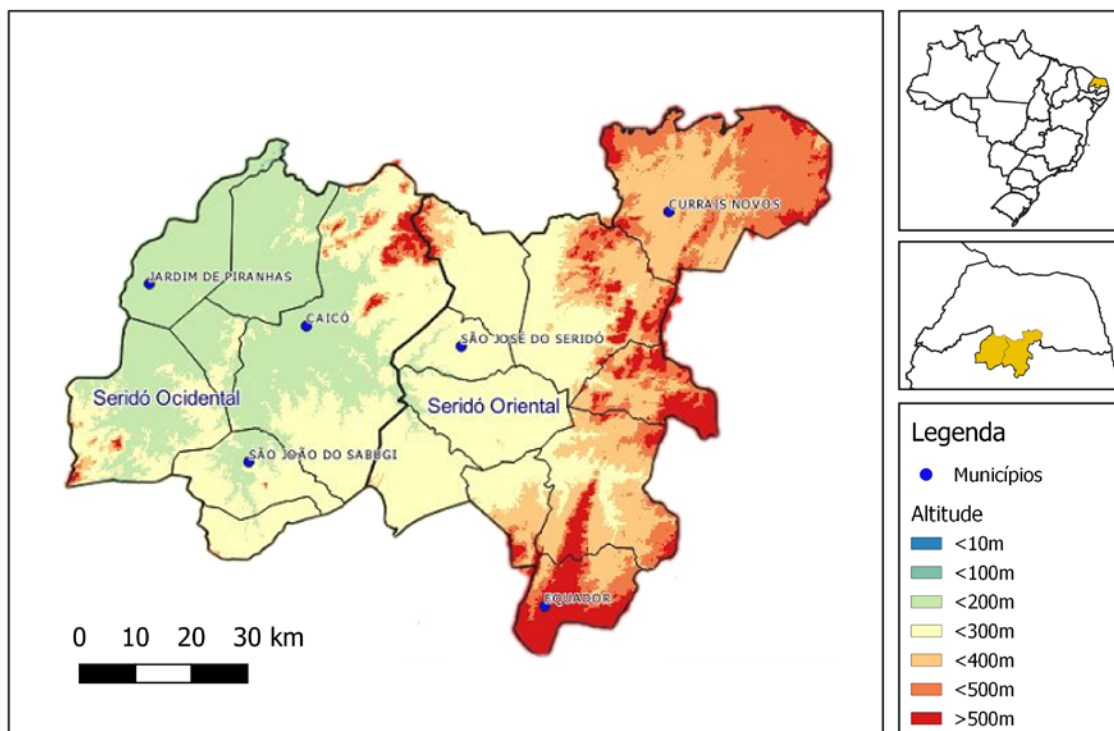 CURRAIS NOVOS
JARDIM DE PIRANHAS
CAICÓ
SÃO JOSÉ DO SERIDÓ
Seridó Ocidental
Seridó Oriental
SÃO JOÃO DO SABUGI
EQUADOR
0 10 20 30 km
Legenda
Municípios
Altitude
<10m
<100m
<200m
<300m
<400m
<500m
>500m